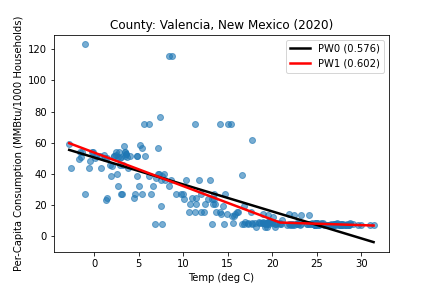 County: Valencia, New Mexico (2020)
PW0 (0.576)
PW1 (0.602)
Per-Capita Consumption (MMBtu/1000 Households)
120
100
80
60
40
20
0
0 5 10 15 20 25 30
Temp (deg C)